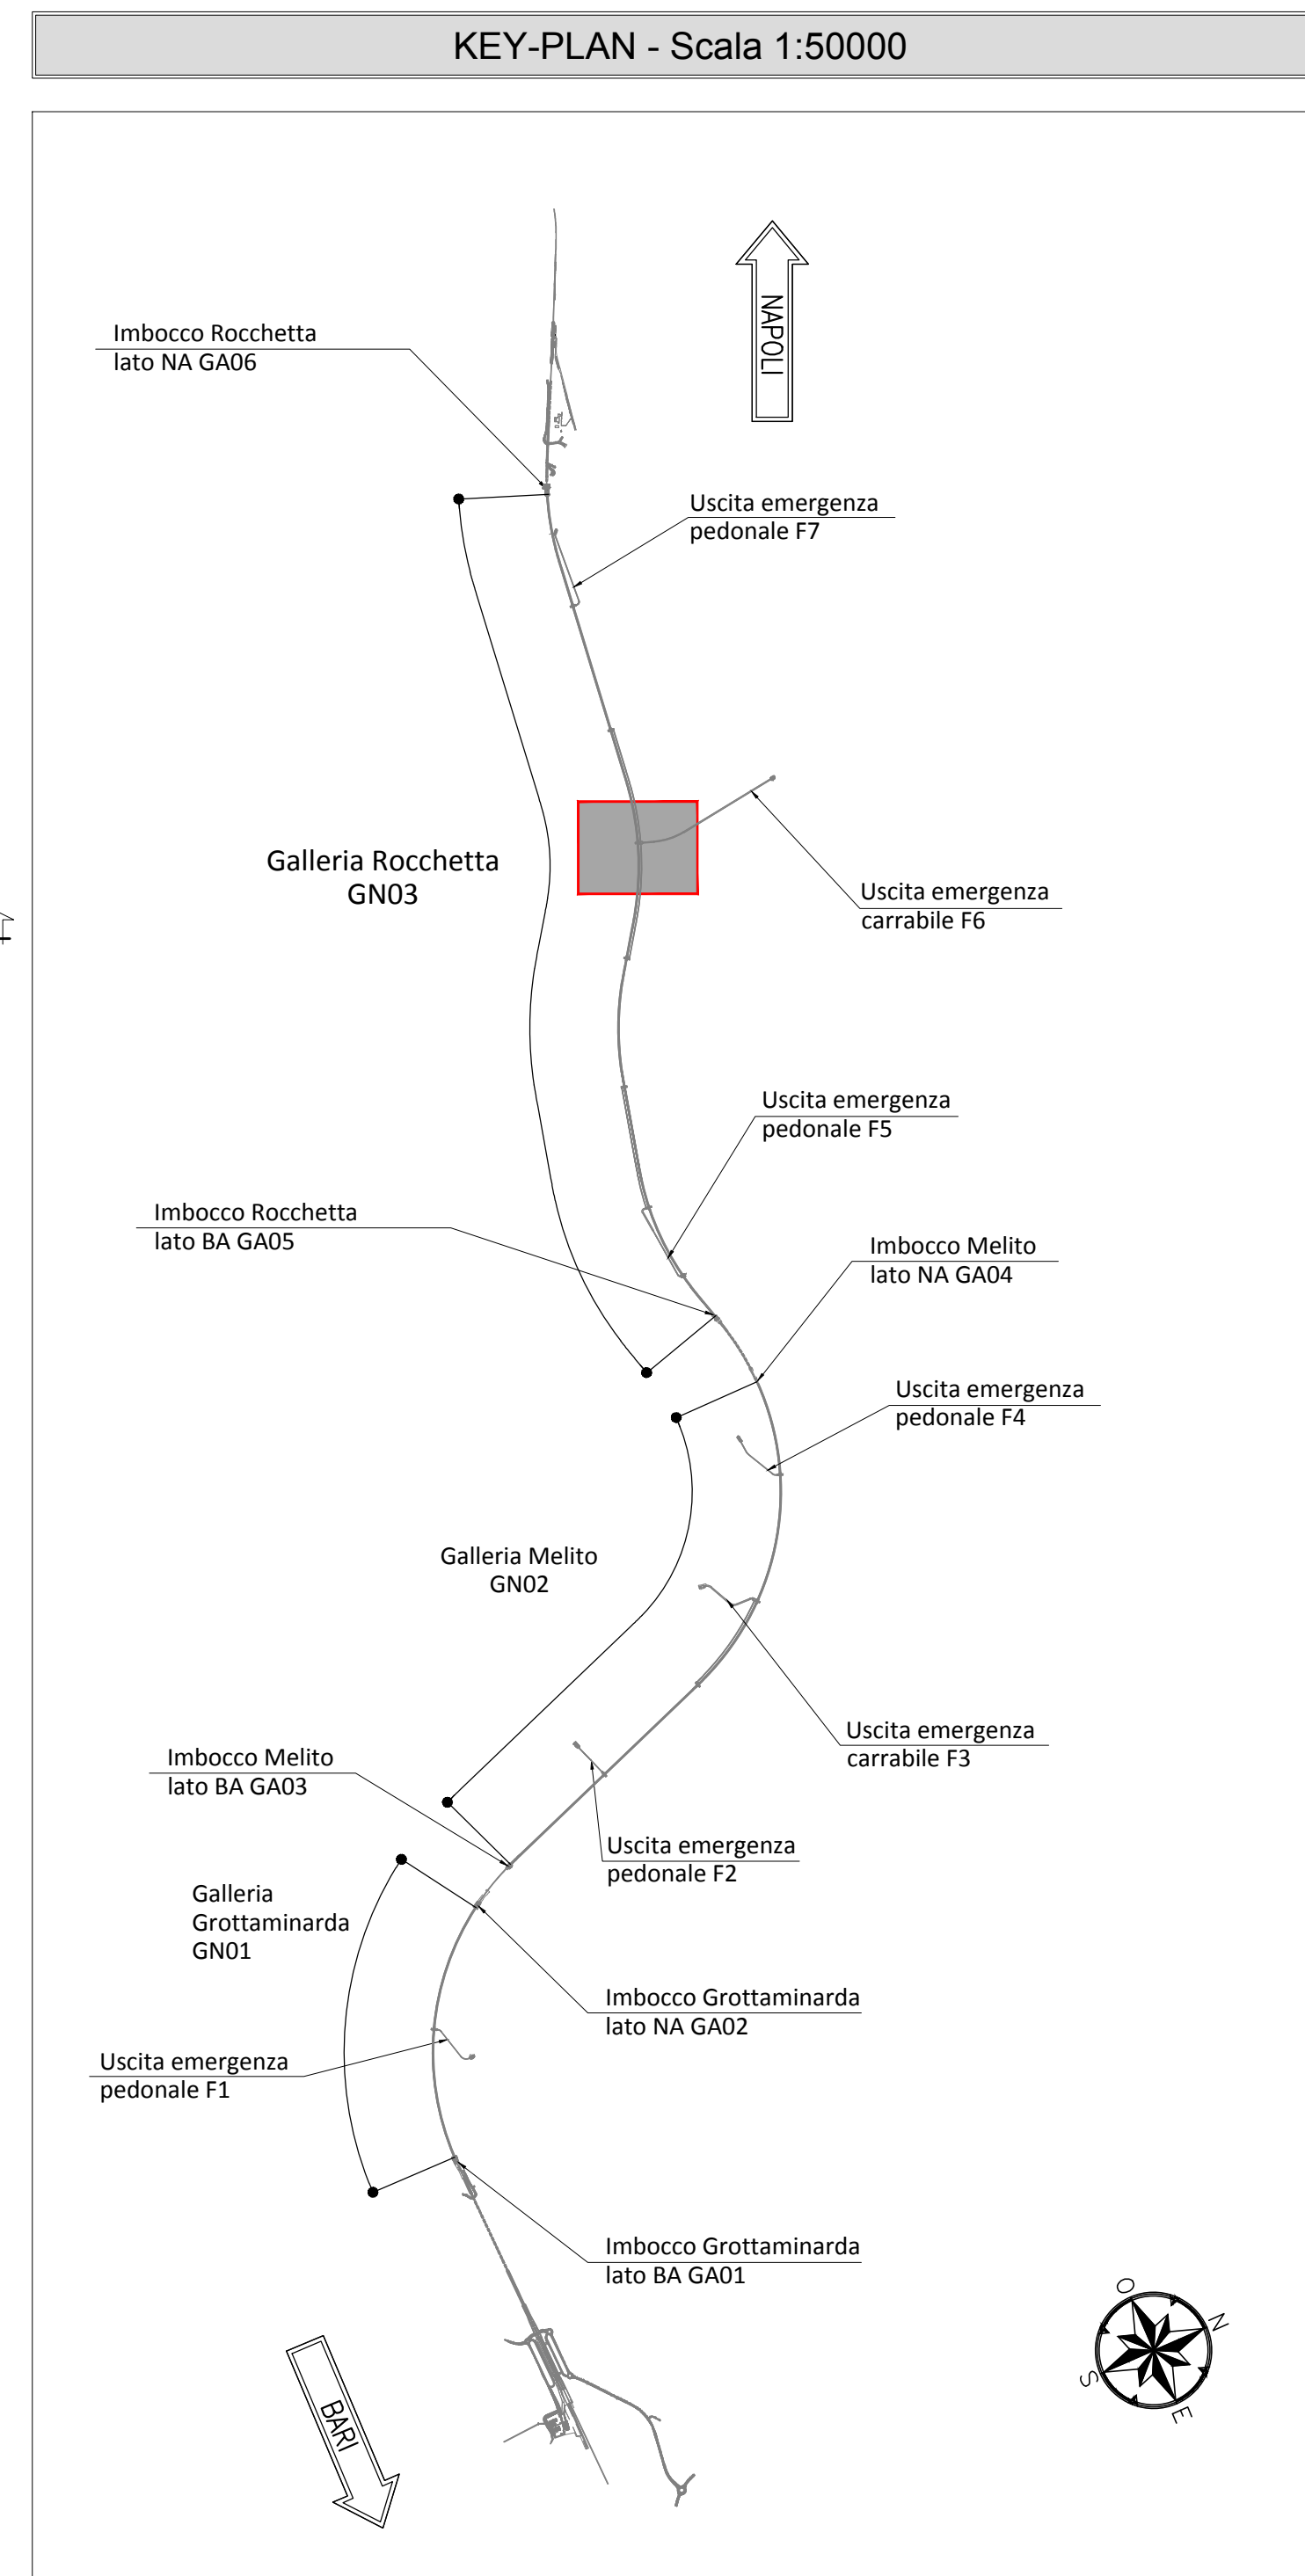 KEY-PLAN - Scala 1:50000
NAPOLI
Imbocco Rocchetta
lato NA GA06
Uscita emergenza
pedonale F7
Galleria Rocchetta
GN03
Uscita emergenza
carrabile F6
Uscita emergenza
pedonale F5
Imbocco Rocchetta
lato BA GA05
Imbocco Melito
lato NA GA04
Uscita emergenza
pedonale F4
Galleria Melito
GN02
Uscita emergenza
carrabile F3
Imbocco Melito
lato BA GA03
Uscita emergenza
pedonale F2
Galleria
Grottaminarda
GN01
Imbocco Grottaminarda
lato NA GA02
Uscita emergenza
pedonale F1
Imbocco Grottaminarda
lato BA GA01
O
N
S
E
BARI